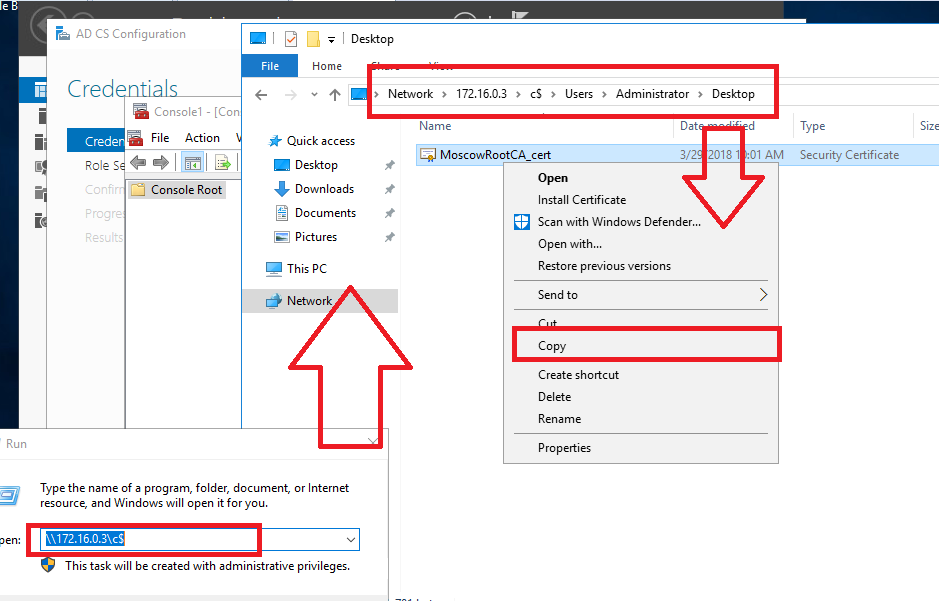 AD CS Configuration
Credentials
Creden
Role Se
Confirm
Progres
Results
Console1 - [Con
File
Action
Console Root
Desktop
File
Home
Share
View
Network
172.16.0.3
c$
Users
Administrator
Desktop
Name
Date modified
Type
Size
Quick access
Desktop
Downloads
Documents
Pictures
This PC
Network
MoscowRootCA_cert
3/29/2018 10:01 AM
Security Certificate
Open
Install Certificate
Scan with Windows Defender...
Open with...
Restore previous versions
Send to
Cut
Copy
Create shortcut
Delete
Rename
Properties
Run
Type the name of a program, folder, document, or Internet
resource, and Windows will open it for you.
pen:
\\172.16.0.3\c$
This task will be created with administrative privileges.